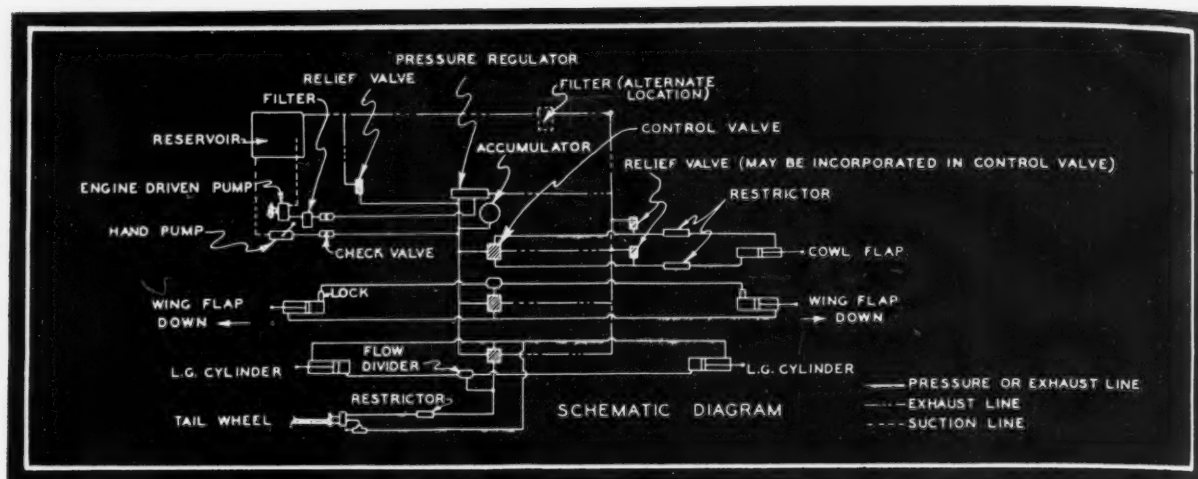 PRESSURE REGULATOR
RELIEF VALVE
FILTER
FILTER (ALTERNATE
LOCATION)
CONTROL VALVE
RESERVOIR
ACCUMULATOR
RELIEF VALVE (MAY BE INCORPORATED IN CONTROL VALVE)
ENGINE DRIVEN PUMP
RESTRICTOR
HAND PUMP
CHECK VALVE
COWL FLAP
LOCK
WING FLAP
DOWN
WING FLAP
DOWN
FLOW
DIVIDER
L.G. CYLINDER
L.G. CYLINDER
RESTRICTOR
TAIL WHEEL
SCHEMATIC DIAGRAM
PRESSURE OR EXHAUST LINE
EXHAUST LINE
SUCTION LINE